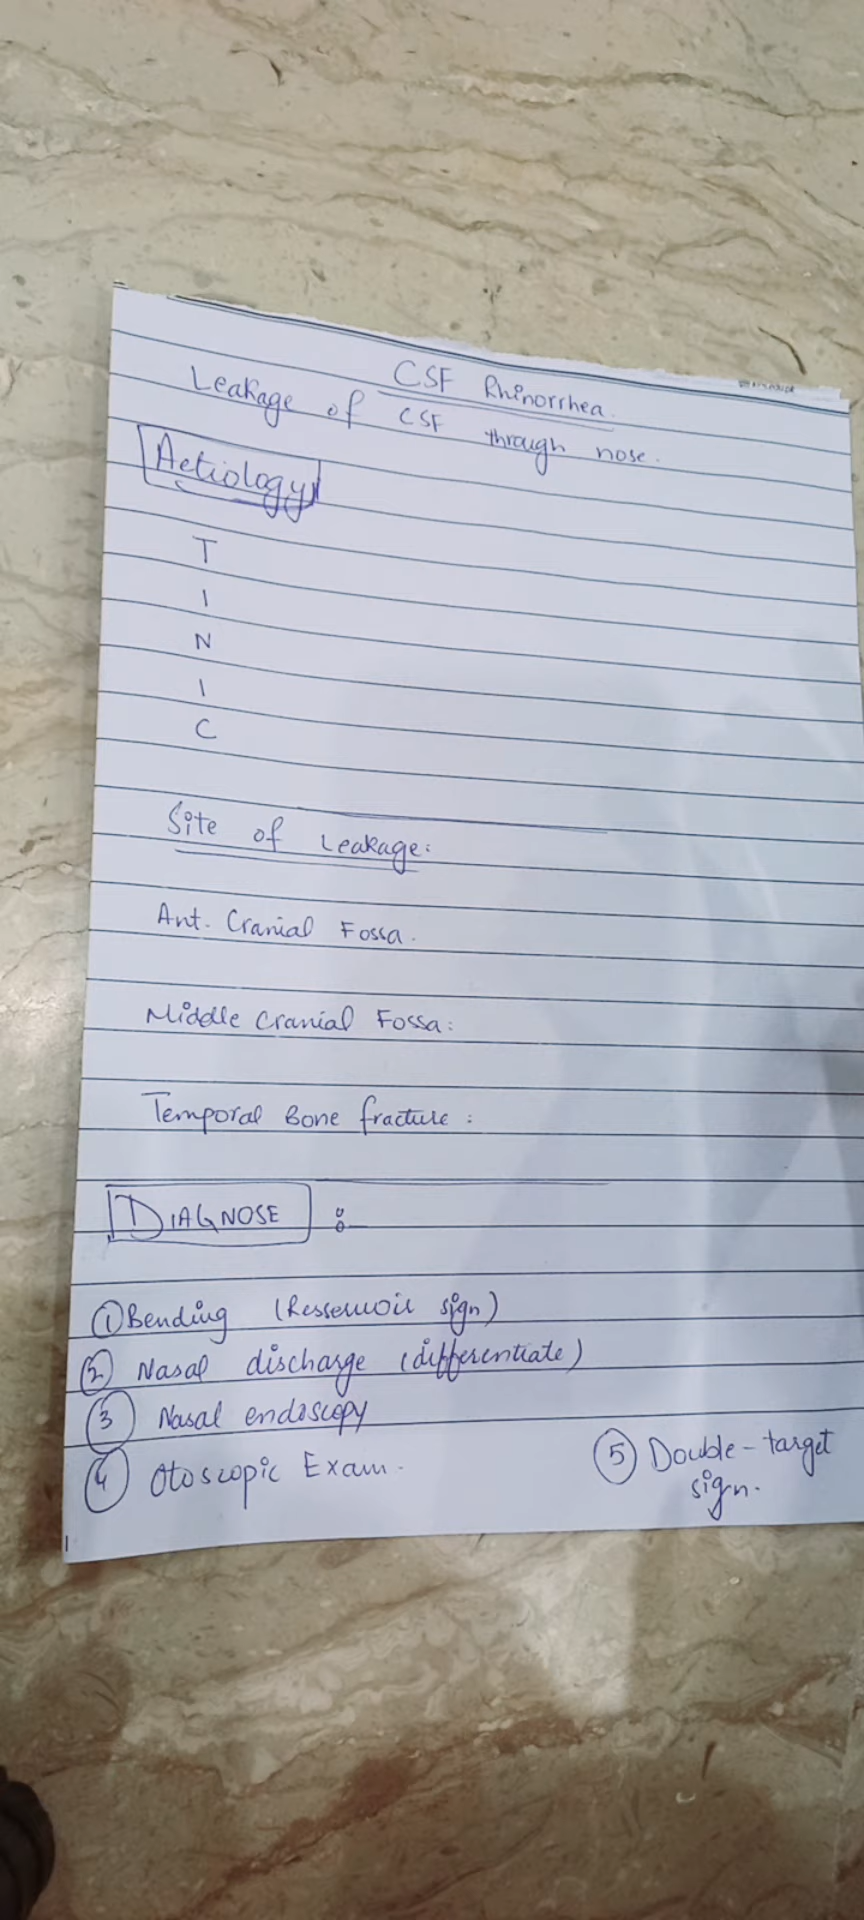 CSF Rhinorrhea.
Leakage of CSF through nose.
Aetiology
T
I
N
I
C
Site of Leakage:
Ant. Cranial Fossa.
Middle Cranial Fossa:
Temporal Bone fracture:
DIAGNOSE :
① Bending (Ressevoir sign)
② Nasal discharge (differentiate)
③ Nasal endoscopy
④ Otoscopic Exam.
⑤ Double-target sign.